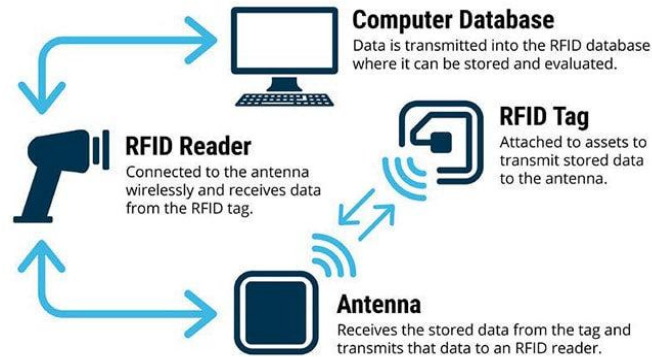 Computer Database
Data is transmitted into the RFID database
where it can be stored and evaluated.
RFID Tag
Attached to assets to
transmit stored data
to the antenna.
RFID Reader
Connected to the antenna
wirelessly and receives data
from the RFID tag.
Antenna
Receives the stored data from the tag and
transmits that data to an RFID reader.